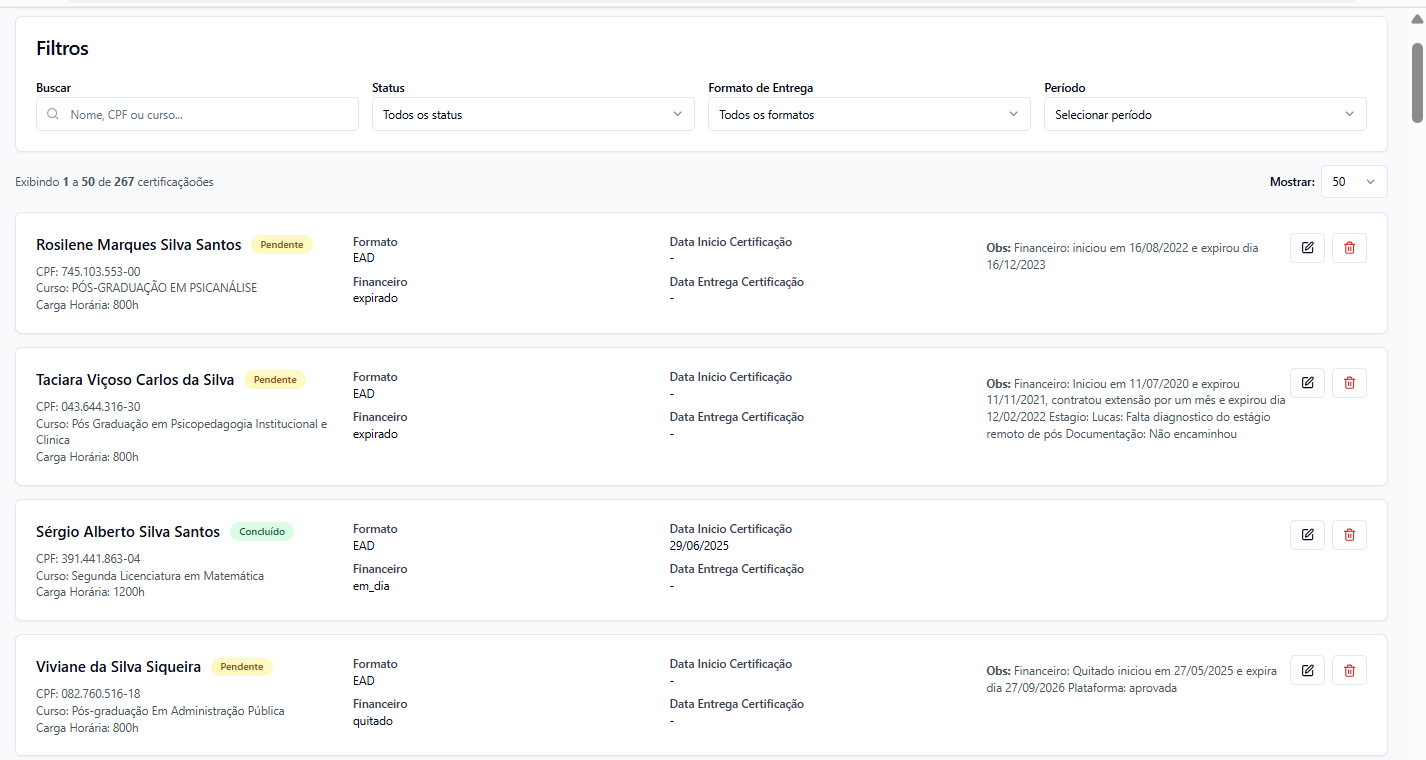 Filtros
Buscar
Status
Formato de Entrega
Período
Nome, CPF ou curso...
Todos os status
Todos os formatos
Selecionar período
Exibindo 1 a 50 de 267 certificaçãoões
Mostrar:
50
Rosilene Marques Silva Santos
Pendente
CPF: 745.103.553-00
Curso: PÓS-GRADUAÇÃO EM PSICANÁLISE
Carga Horária: 800h
Formato
EAD
Financeiro
expirado
Data Inicio Certificação
-
Data Entrega Certificação
-
Obs: Financeiro: iniciou em 16/08/2022 e expirou dia
16/12/2023
Taciara Viçoso Carlos da Silva
Pendente
CPF: 043.644.316-30
Curso: Pós Graduação em Psicopedagogia Institucional e
Clinica
Carga Horária: 800h
Formato
EAD
Financeiro
expirado
Data Inicio Certificação
-
Data Entrega Certificação
-
Obs: Financeiro: Iniciou em 11/07/2020 e expirou
11/11/2021, contratou extensão por um mês e expirou dia
12/02/2022 Estagio: Lucas: Falta diagnostico do estágio
remoto de pós Documentação: Não encaminhou
Sérgio Alberto Silva Santos
Concluído
CPF: 391.441.863-04
Curso: Segunda Licenciatura em Matemática
Carga Horária: 1200h
Formato
EAD
Financeiro
em_dia
Data Inicio Certificação
29/06/2025
Data Entrega Certificação
-
Viviane da Silva Siqueira
Pendente
CPF: 082.760.516-18
Curso: Pós-graduação Em Administração Pública
Carga Horária: 800h
Formato
EAD
Financeiro
quitado
Data Inicio Certificação
-
Data Entrega Certificação
-
Obs: Financeiro: Quitado iniciou em 27/05/2025 e expira
dia 27/09/2026 Plataforma: aprovada